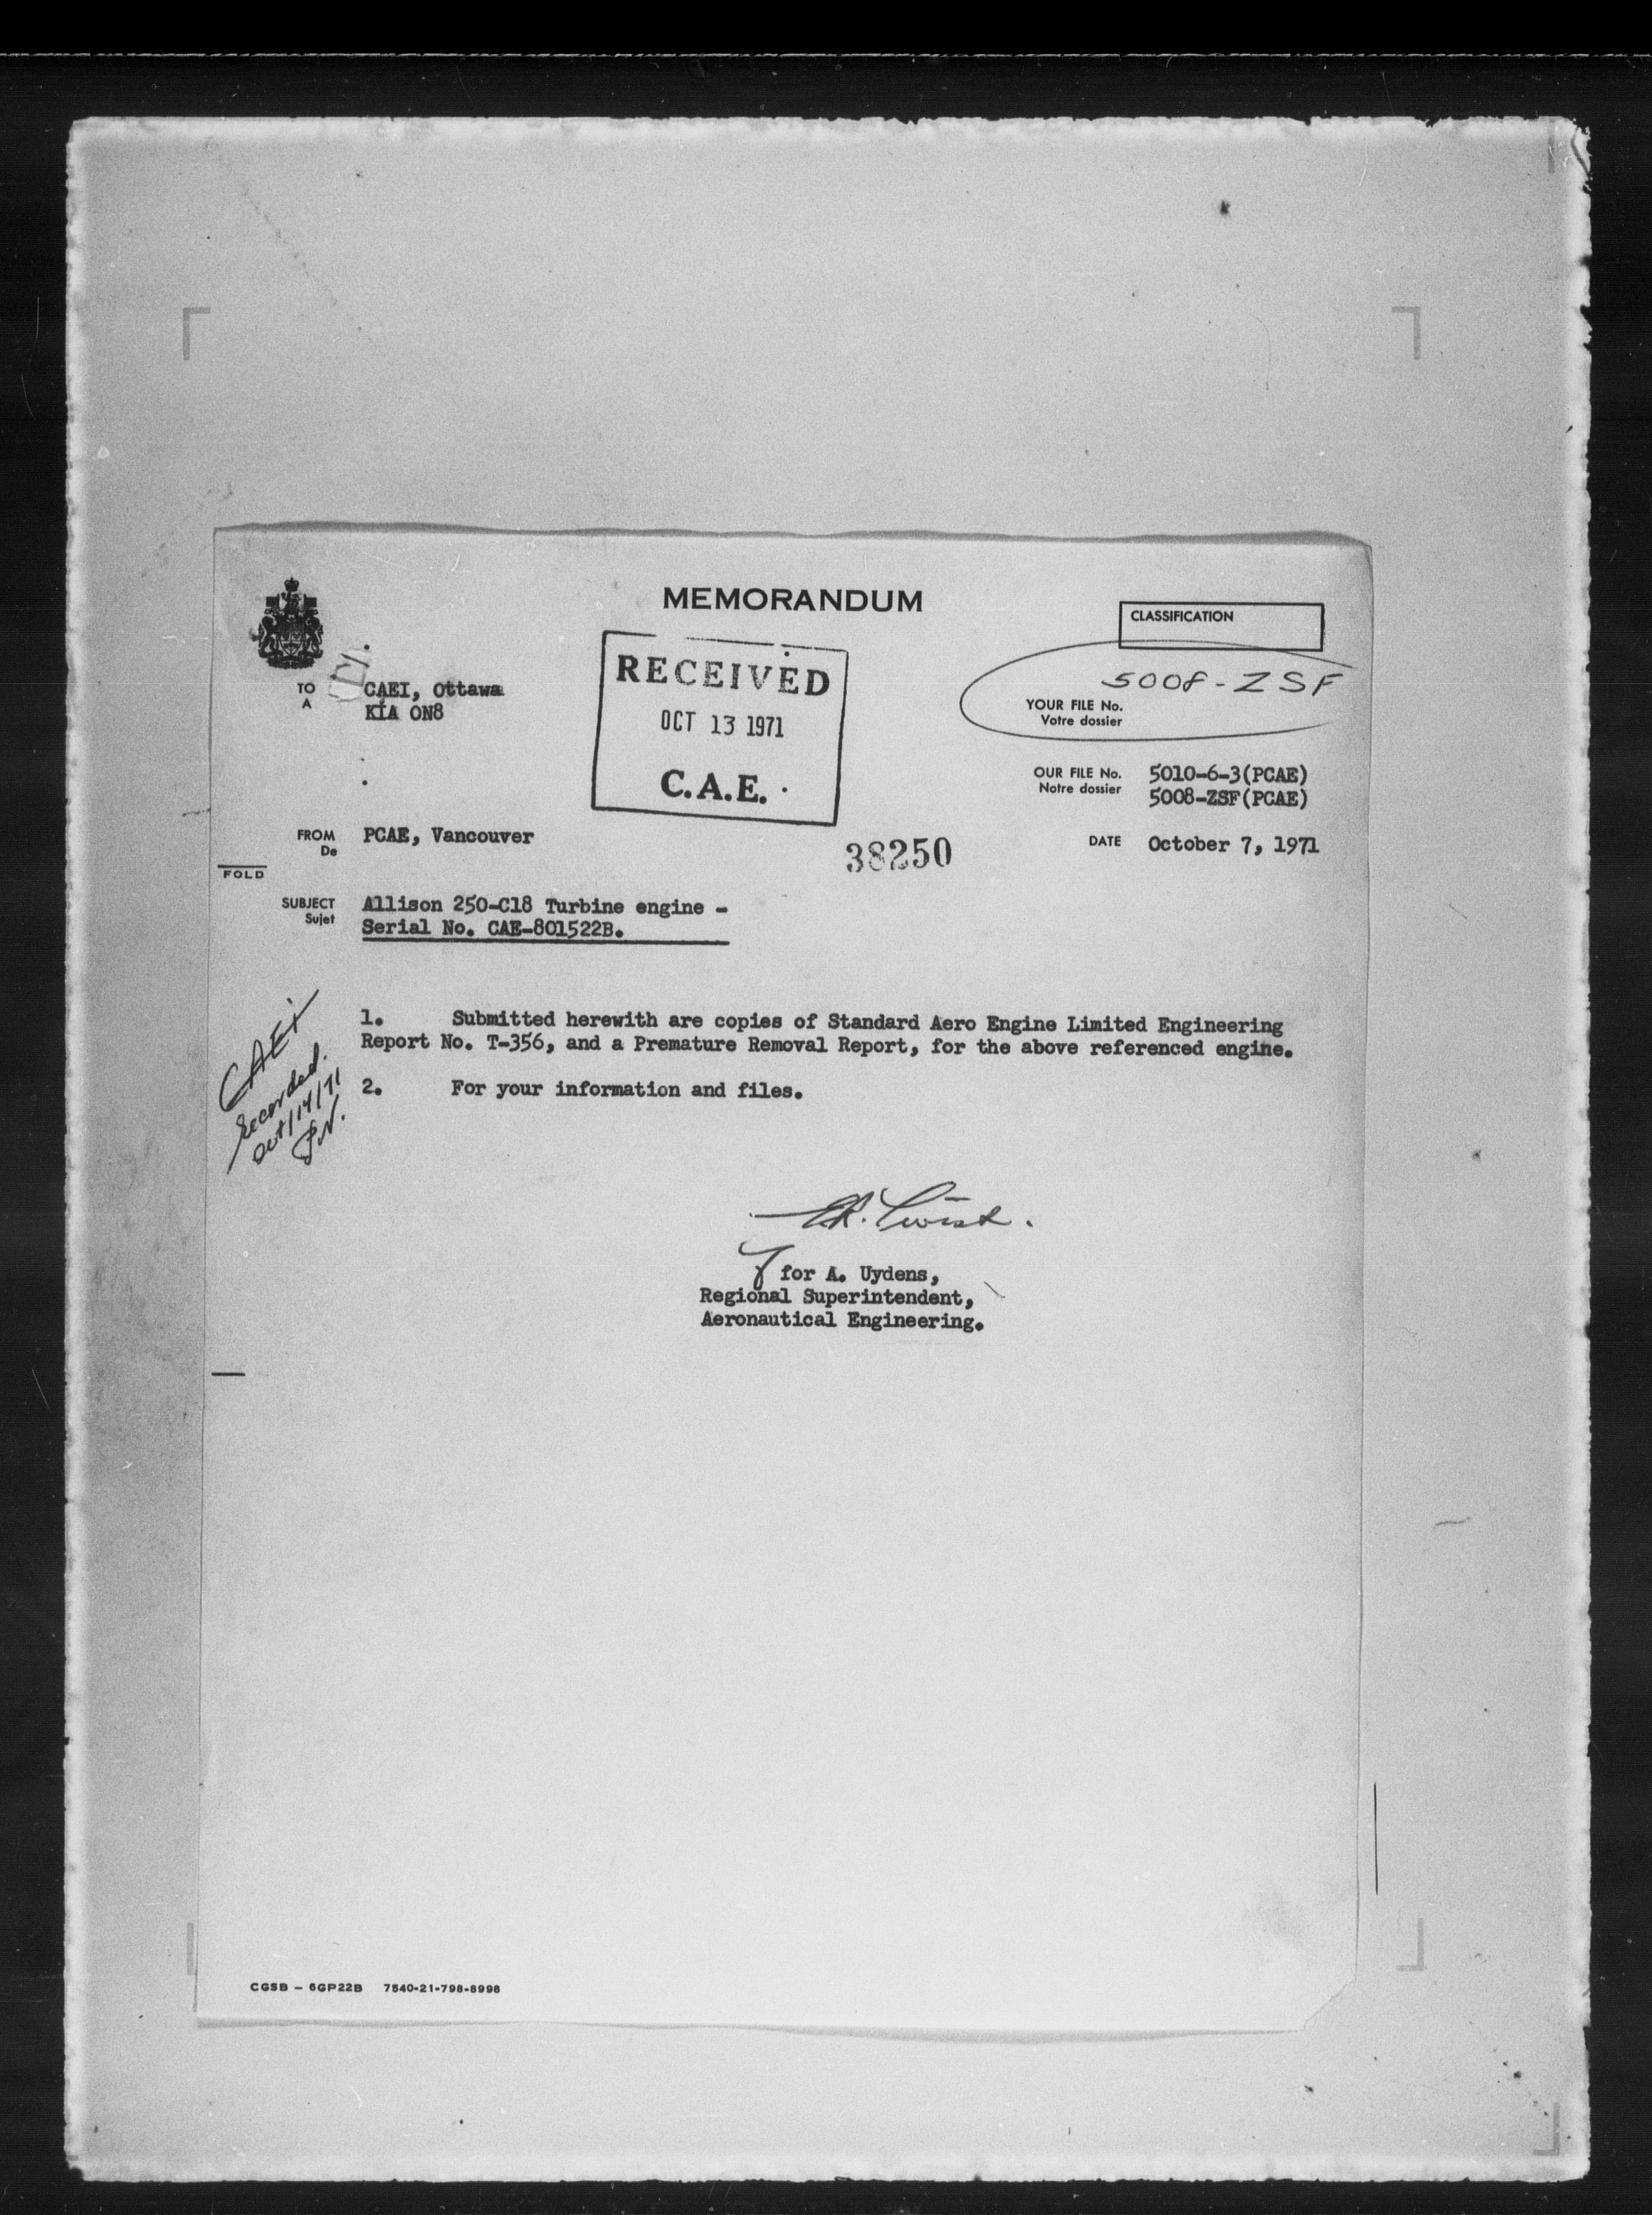 MEMORANDUM
CLASSIFICATION
TO
A
CAEI, Ottawa
K1A ON8
RECEIVED
OCT 13 1971
C.A.E.
5008-ZSF
YOUR FILE No.
Votre dossier
OUR FILE No.
Notre dossier
5010-6-3(PCAE)
5008-ZSF(PCAE)
FROM
De
PCAE, Vancouver
38250
DATE
October 7, 1971
FOLD
SUBJECT
Sujet
Allison 250-C18 Turbine engine -
Serial No. CAE-801522B.
CAEI
Recorded.
Oct/14/71
1. Submitted herewith are copies of Standard Aero Engine Limited Engineering
Report No. T-356, and a Premature Removal Report, for the above referenced engine.
2. For your information and files.
for A. Uydens,
Regional Superintendent,
Aeronautical Engineering.
CGSB - 6GP22B 7540-21-798-8998